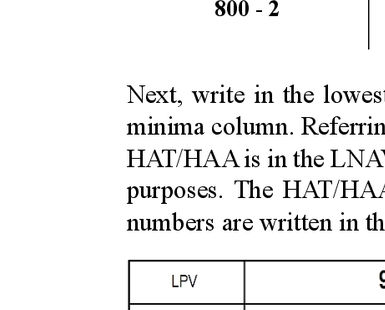 800 - 2
Next, write in the lowest
minima column. Referrin
HAT/HAA is in the LNAV
purposes. The HAT/HAA
numbers are written in th
LPV
9